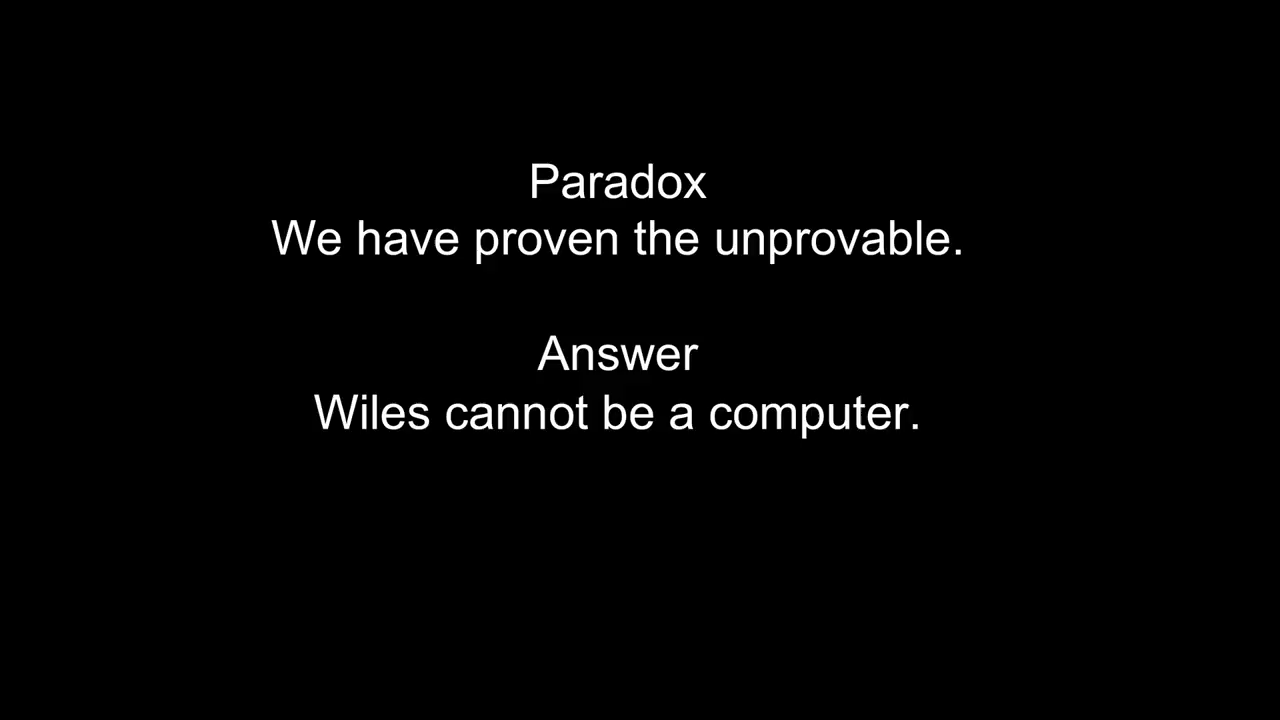 Paradox
We have proven the unprovable.
Answer
Wiles cannot be a computer.